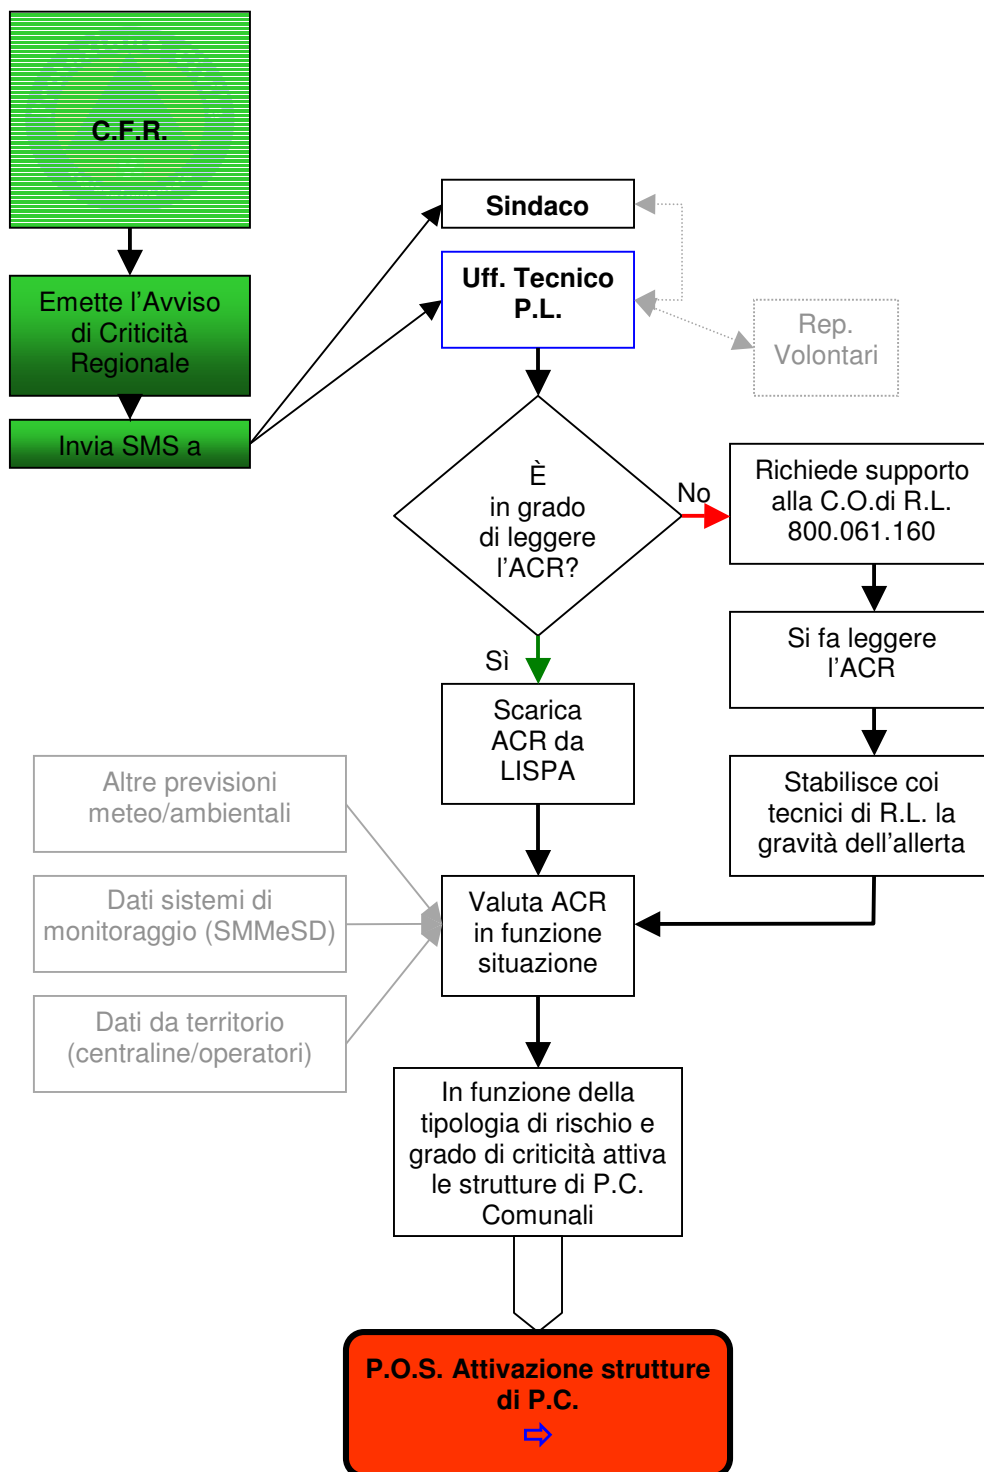 C.F.R.
Sindaco
Emette l’Avviso
di Criticità
Regionale
Uff. Tecnico
P.L.
Rep.
Volontari
Invia SMS a
È
in grado
di leggere
l’ACR?
No
Richiede supporto
alla C.O.di R.L.
800.061.160
Si fa leggere
l’ACR
Sì
Scarica
ACR da
LISPA
Stabilisce coi
tecnici di R.L. la
gravità dell’allerta
Altre previsioni
meteo/ambientali
Dati sistemi di
monitoraggio (SMMeSD)
Valuta ACR
in funzione
situazione
Dati da territorio
(centraline/operatori)
In funzione della
tipologia di rischio e
grado di criticità attiva
le strutture di P.C.
Comunali
P.O.S. Attivazione strutture
di P.C.